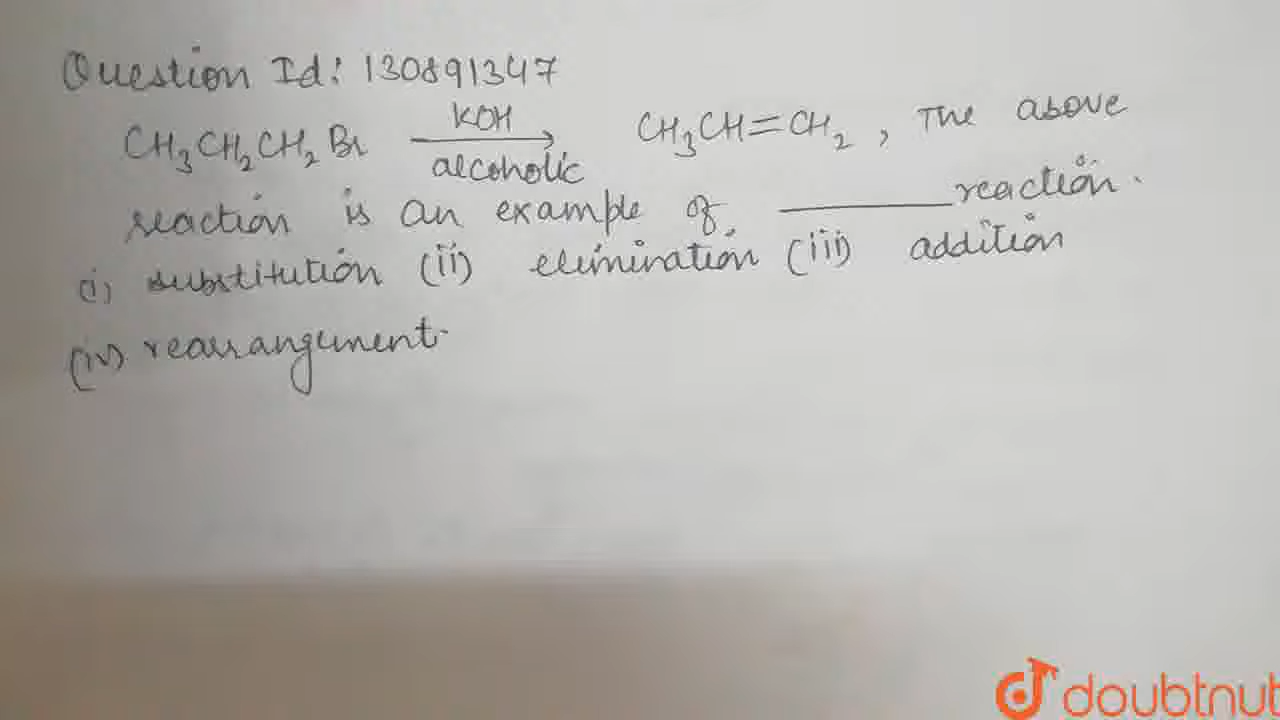 Question Id: 130891347
CH₃CH₂CH₂Br KOH alcoholic → CH₃CH=CH₂, The above
reaction is an example of ________ reaction.
(i) substitution (ii) elimination (iii) addition
(iv) rearrangement.
doubtnut